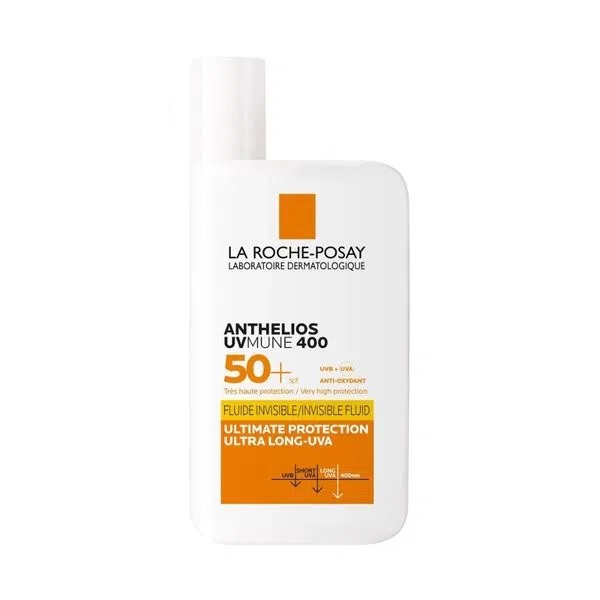 LA ROCHE-POSAY
LABORATOIRE DERMATOLOGIQUE
ANTHELIOS
UVMUNE 400
50+ spf
UVB + UVA
ANTI-OXYDANT
Très haute protection / Very high protection
FLUIDE INVISIBLE/INVISIBLE FLUID
ULTIMATE PROTECTION
ULTRA LONG-UVA
UVB SHORT UVA LONG UVA 400nm